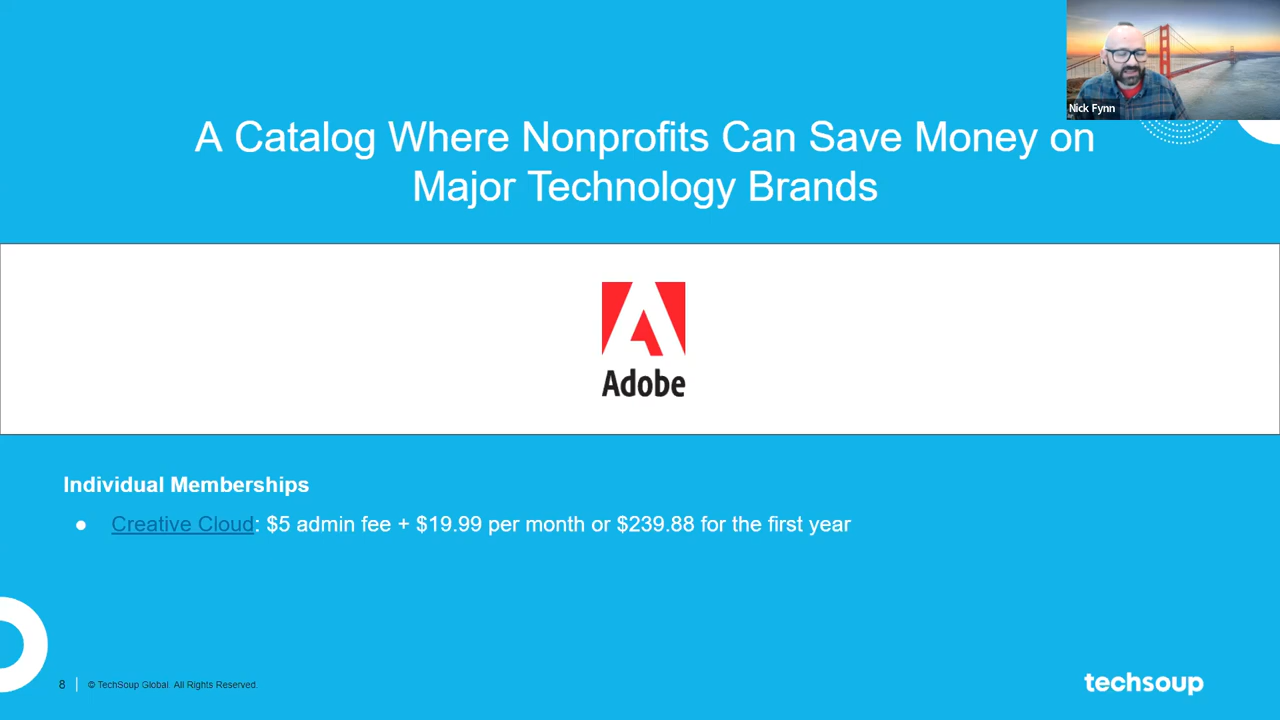 Nick Fynn
A Catalog Where Nonprofits Can Save Money on
Major Technology Brands
Adobe
Individual Memberships
● Creative Cloud: $5 admin fee + $19.99 per month or $239.88 for the first year
8 | © TechSoup Global. All Rights Reserved.
techsoup